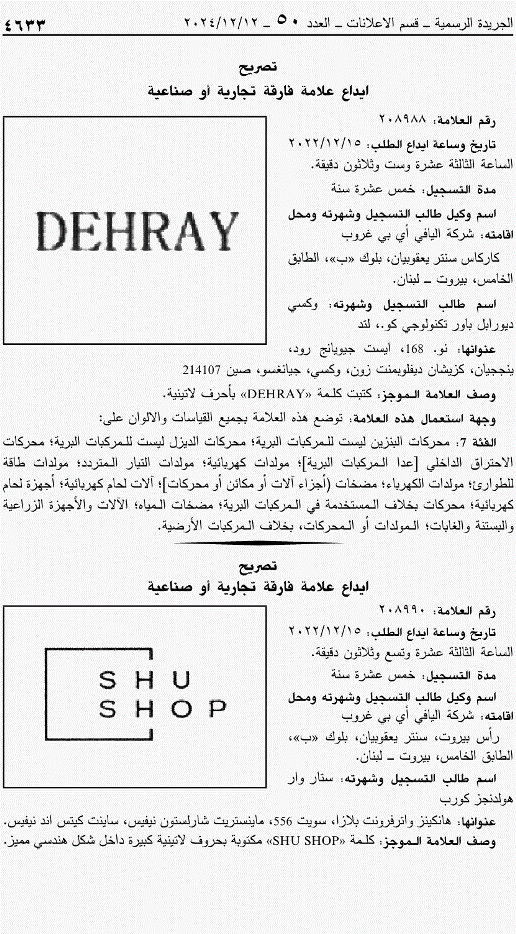 الجريدة الرسمية ــ قسم الاعلانات ــ العدد ٥٠ ــ ٢٠٢٤/١٢/١٢
٤٦٣٣
تصريح
ايداع علامة فارقة تجارية أو صناعية
رقم العلامة: ٢٠٨٩٨٨
تاريخ وساعة ايداع الطلب: ٢٠٢٢/١٢/١٥
الساعة الثالثة عشرة وست وثلاثون دقيقة.
مدة التسجيل: خمس عشرة سنة
اسم وكيل طالب التسجيل وشهرته ومحل
اقامته: شركة اليافي أي بي غروب
كاركاس سنتر يعقوبيان، بلوك «ب»، الطابق
الخامس، بيروت ــ لبنان.
اسم طالب التسجيل وشهرته: وكسي
ديورابل باور تكنولوجي كو.، لتد
عنوانها: نو. 168، ايست جيويانج رود،
ينجيان، كزيشان ديفلوبمنت زون، وكسي، جيانغسو، صين 214107
وصف العلامة الموجز: كتبت كلمة «DEHRAY» بأحرف لاتينية.
وجهة استعمال هذه العلامة: توضع هذه العلامة بجميع القياسات والالوان على:
الفئة 7: محركات البنزين ليست للمركبات البرية؛ محركات الديزل ليست للمركبات البرية؛ محركات
الاحتراق الداخلي [عدا المركبات البرية]؛ مولدات كهربائية؛ مولدات التيار المتردد؛ مولدات طاقة
للطوارئ؛ مولدات الكهرباء؛ مضخات (أجزاء آلات أو مكائن أو محركات]؛ آلات لحام كهربائية؛ أجهزة لحام
كهربائية؛ محركات بخلاف المستخدمة في المركبات البرية؛ مضخات المياه؛ الآلات والأجهزة الزراعية
والبستنة والغابات؛ المولدات أو المحركات، بخلاف المركبات الأرضية.
DEHRAY
تصريح
ايداع علامة فارقة تجارية أو صناعية
رقم العلامة: ٢٠٨٩٩٠
تاريخ وساعة ايداع الطلب: ٢٠٢٢/١٢/١٥
الساعة الثالثة عشرة وتسع وثلاثون دقيقة.
مدة التسجيل: خمس عشرة سنة
اسم وكيل طالب التسجيل وشهرته ومحل
اقامته: شركة اليافي أي بي غروب
رأس بيروت، سنتر يعقوبيان، بلوك «ب»،
الطابق الخامس، بيروت ــ لبنان.
اسم طالب التسجيل وشهرته: ستار وار
هولدنجز كورب
عنوانها: هانكينز واترفرونت بلازا، سويت 556، ماينستريت شارلستون نيفيس، ساينت كيتس اند نيفيس.
وصف العلامة الموجز: كلمة «SHU SHOP» مكتوبة بحروف لاتينية كبيرة داخل شكل هندسي مميز.
SHU
SHOP